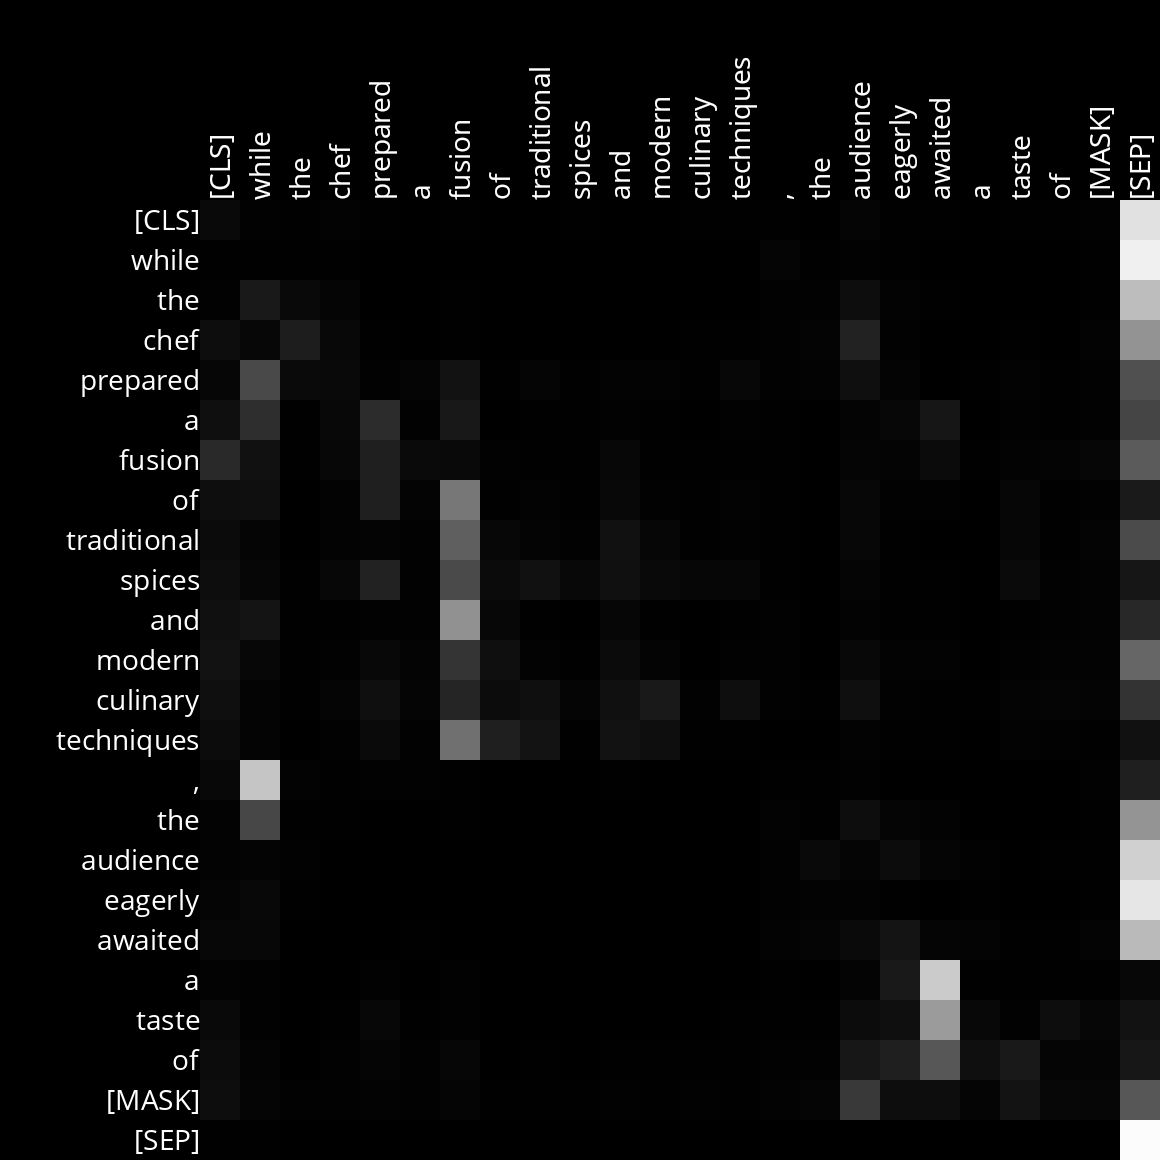 [CLS] while the chef prepared a fusion of traditional spices and modern culinary techniques , the audience eagerly awaited a taste of [MASK] [SEP]
[CLS]
while
the
chef
prepared
a
fusion
of
traditional
spices
and
modern
culinary
techniques
,
the
audience
eagerly
awaited
a
taste
of
[MASK]
[SEP]